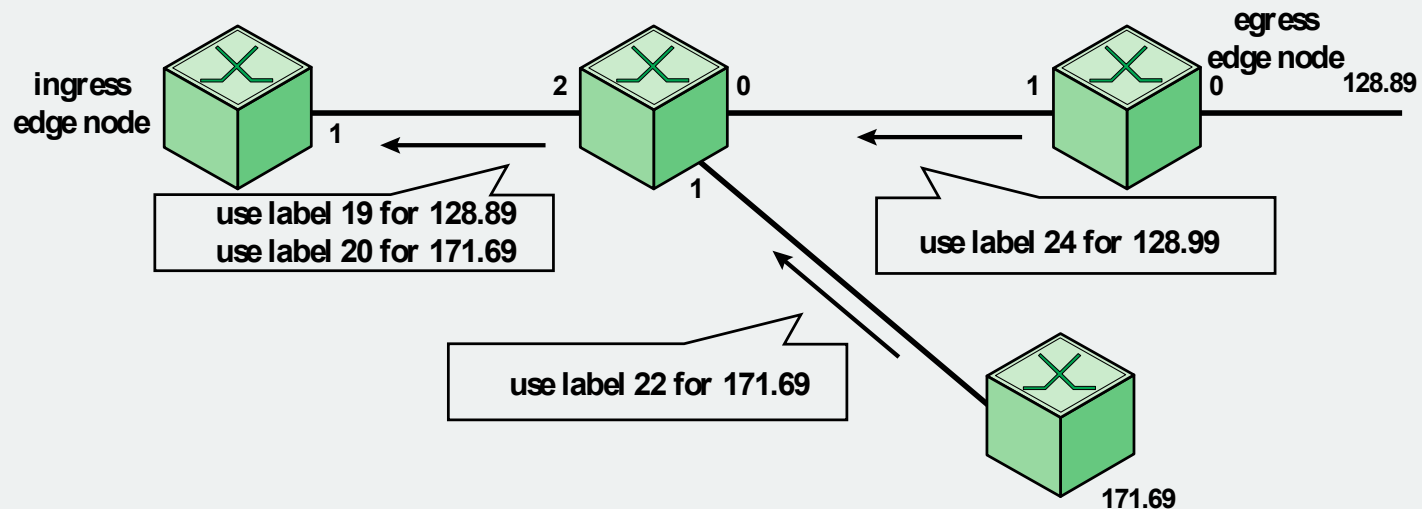 egress
edge node
ingress
edge node
2
0
1
0
128.89
1
use label 19 for 128.89
use label 20 for 171.69
1
use label 24 for 128.99
use label 22 for 171.69
171.69